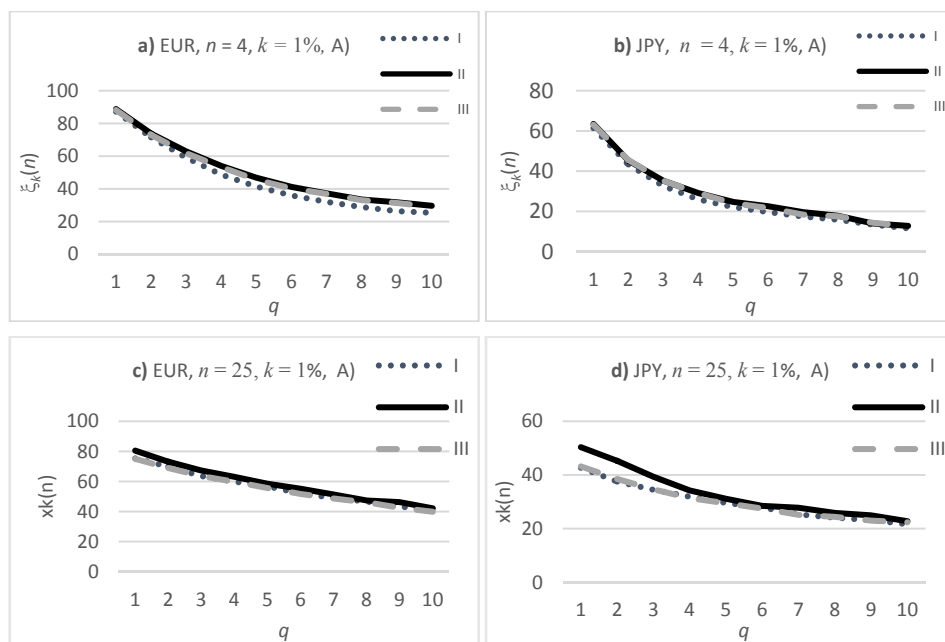 a) EUR, n = 4, k = 1%, A)
I
II
III
100
80
60
40
20
0
ξk(n)
1 2 3 4 5 6 7 8 9 10
q
b) JPY, n = 4, k = 1%, A)
I
II
III
80
60
40
20
0
ξk(n)
1 2 3 4 5 6 7 8 9 10
q
c) EUR, n = 25, k = 1%, A)
I
II
III
100
80
60
40
20
0
xk(n)
1 2 3 4 5 6 7 8 9 10
q
d) JPY, n = 25, k = 1%, A)
I
II
III
60
40
20
0
xk(n)
1 2 3 4 5 6 7 8 9 10
q